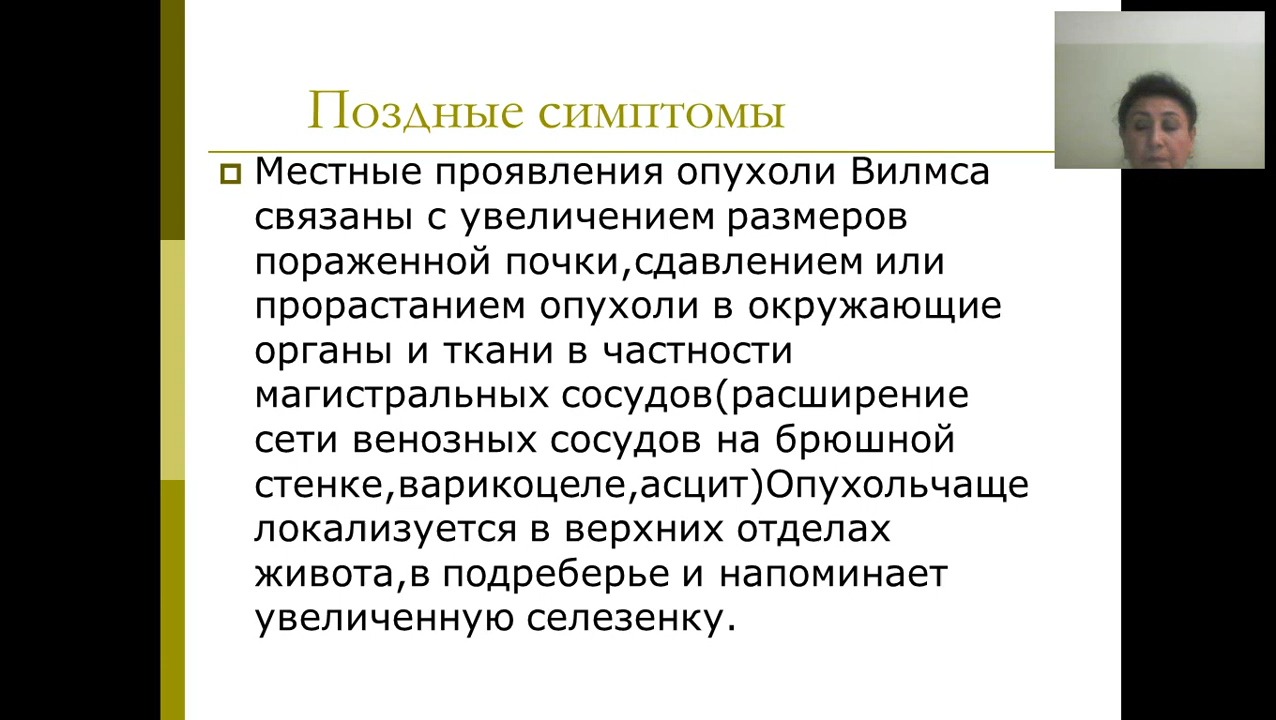 Поздные симптомы
Местные проявления опухоли Вилмса
связаны с увеличением размеров
пораженной почки,сдавлением или
прорастанием опухоли в окружающие
органы и ткани в частности
магистральных сосудов(расширение
сети венозных сосудов на брюшной
стенке,варикоцеле,асцит)Опухольчаще
локализуется в верхних отделах
живота,в подреберье и напоминает
увеличенную селезенку.